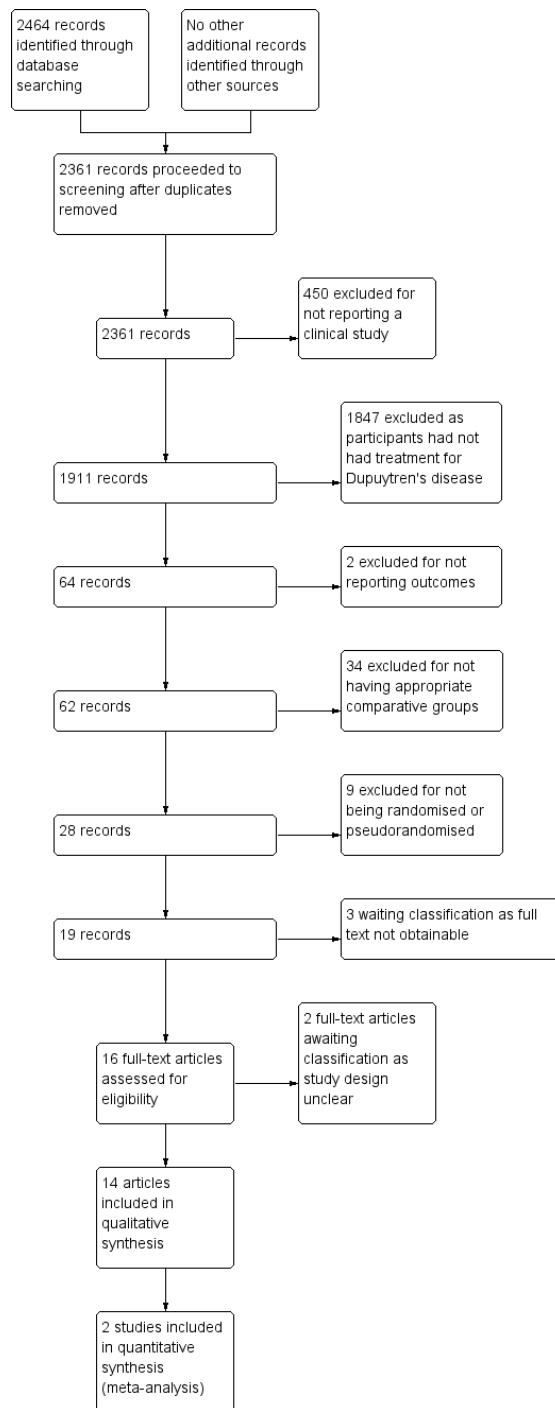 2464 records
identified through
database
searching
No other
additional records
identified through
other sources
2361 records proceeded to
screening after duplicates
removed
2361 records
450 excluded for
not reporting a
clinical study
1911 records
1847 excluded as
participants had not
had treatment for
Dupuytren's disease
64 records
2 excluded for not
reporting outcomes
62 records
34 excluded for not
having appropriate
comparative groups
28 records
9 excluded for not
being randomised or
pseudorandomised
19 records
3 waiting classification as full
text not obtainable
16 full-text articles
assessed for
eligibility
2 full-text articles
awaiting
classification as
study design
unclear
14 articles
included in
qualitative
synthesis
2 studies included
in quantitative
synthesis
(meta-analysis)